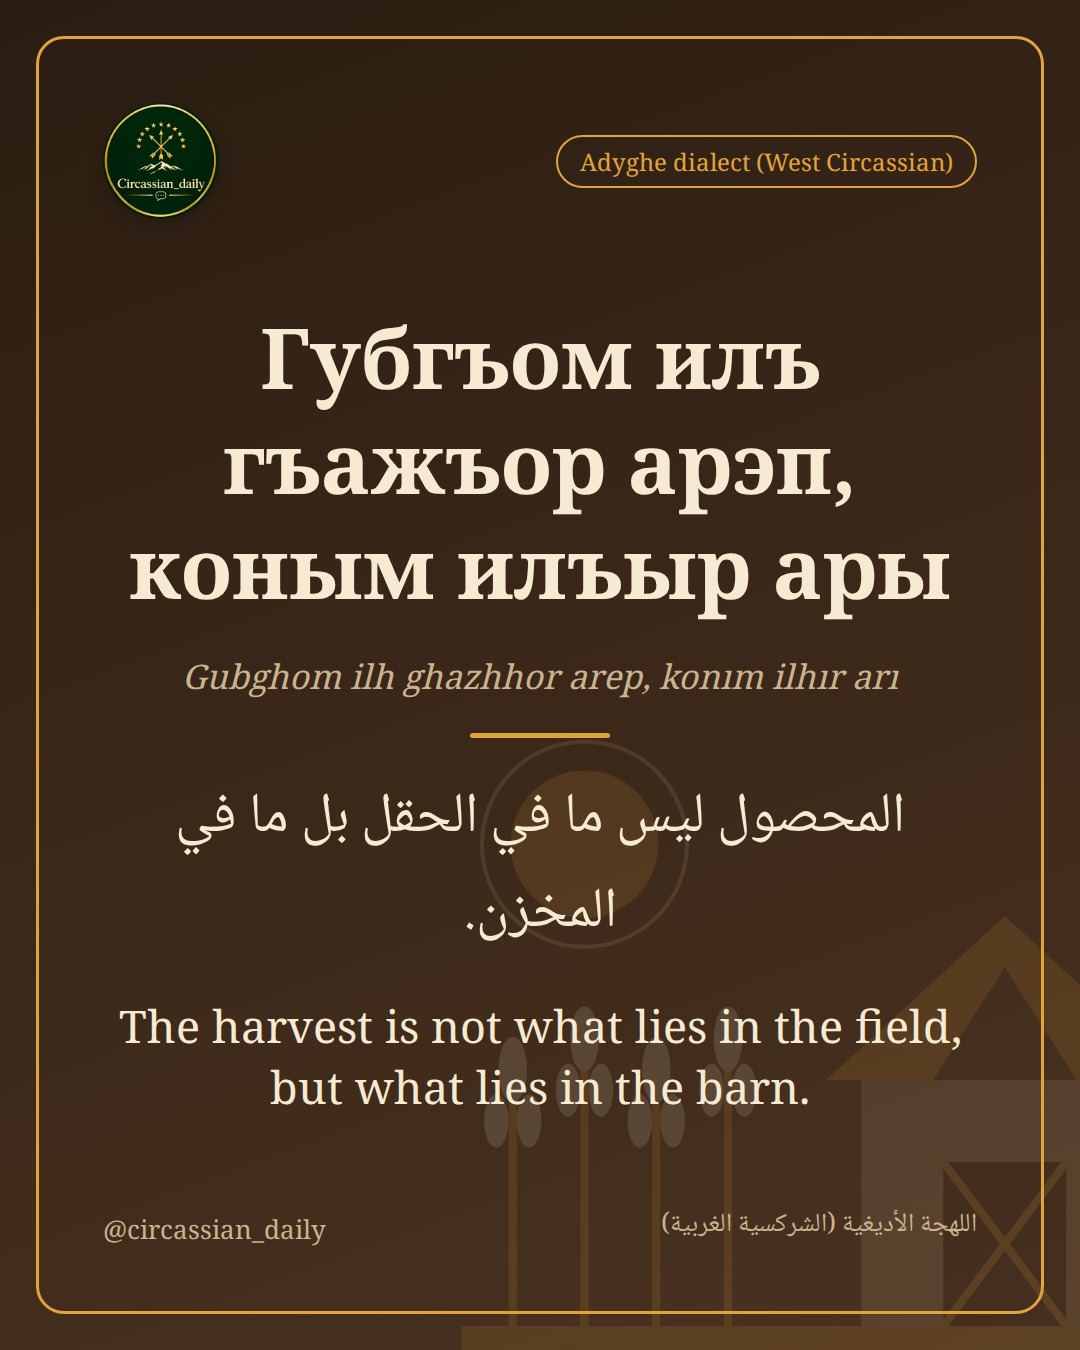 Circassian_daily
Adyghe dialect (West Circassian)
Губгъом илъ
гъажъор арэп,
коным илъыр ары
Gubghom ilh ghazhhor arep, konım ilhır arı
المحصول ليس ما في الحقل بل ما في
المخزن.
The harvest is not what lies in the field,
but what lies in the barn.
@circassian_daily
اللهجة الأديغية (الشركسية الغربية)